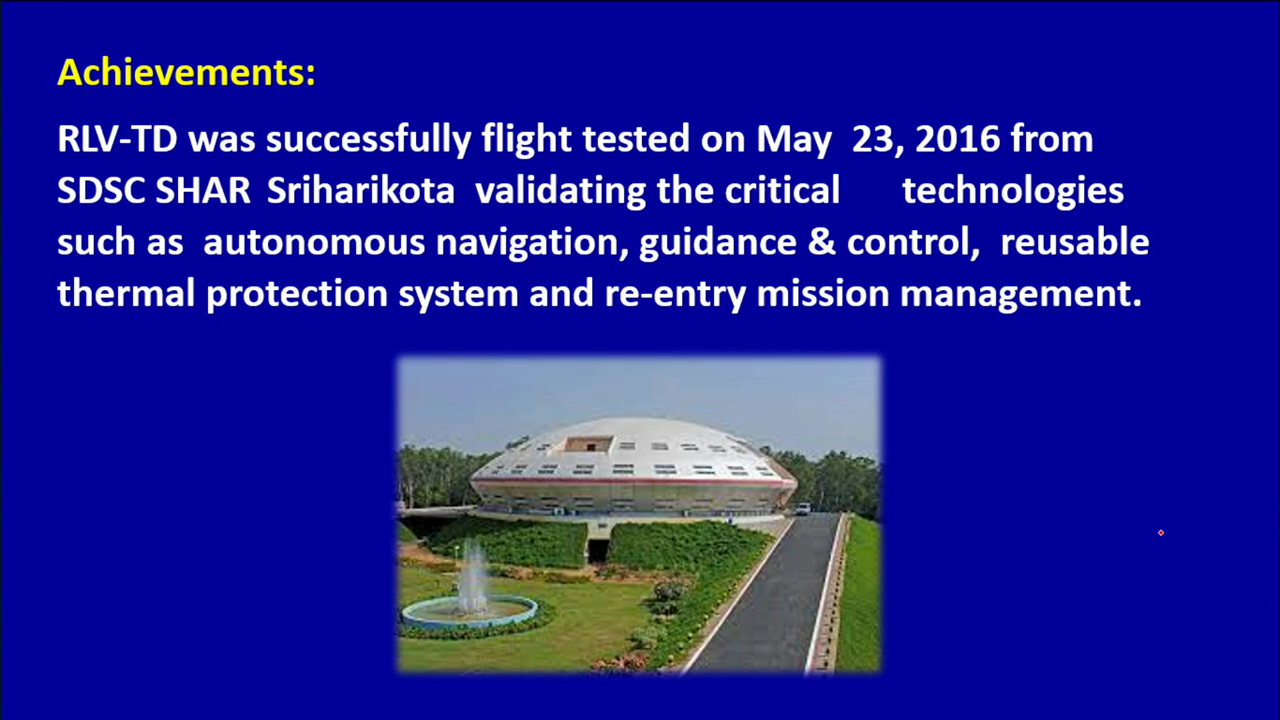 Achievements:
RLV-TD was successfully flight tested on May 23, 2016 from
SDSC SHAR Sriharikota validating the critical technologies
such as autonomous navigation, guidance & control, reusable
thermal protection system and re-entry mission management.